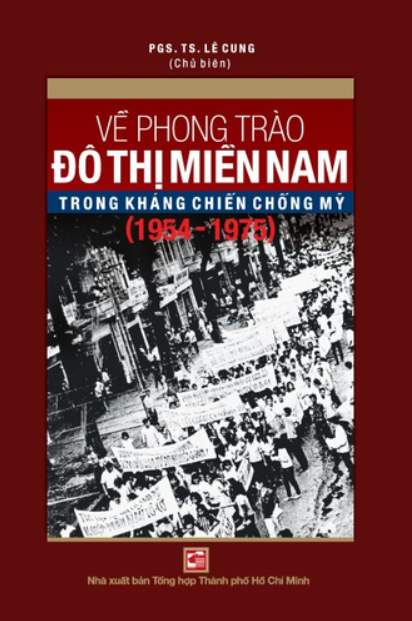 PGS. TS. LÊ CUNG
(Chủ biên)
VỀ PHONG TRÀO
ĐÔ THỊ MIỀN NAM
TRONG KHÁNG CHIẾN CHỐNG MỸ
(1954-1975)
Nhà xuất bản Tổng hợp Thành phố Hồ Chí Minh